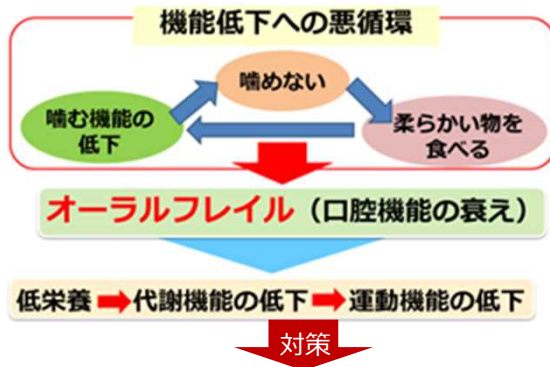 機能低下への悪循環
噛めない
噛む機能の
低下
柔らかい物を
食べる
オーラルフレイル（口腔機能の衰え）
低栄養➡代謝機能の低下➡運動機能の低下
対策